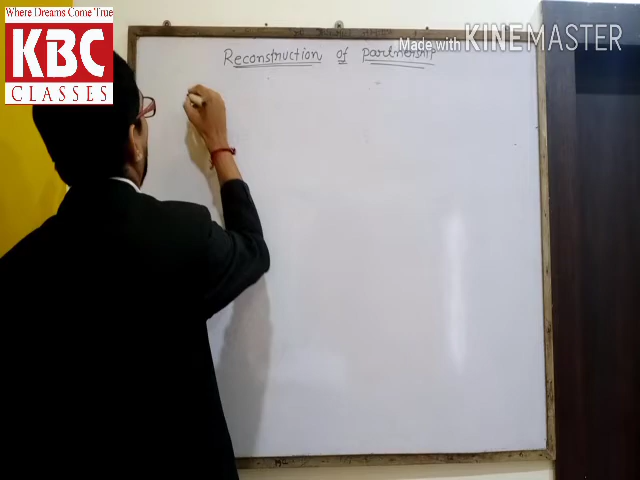 Where Dreams Come True
KBC
CLASSES
Made with KINEMASTER
Reconstruction of partnership